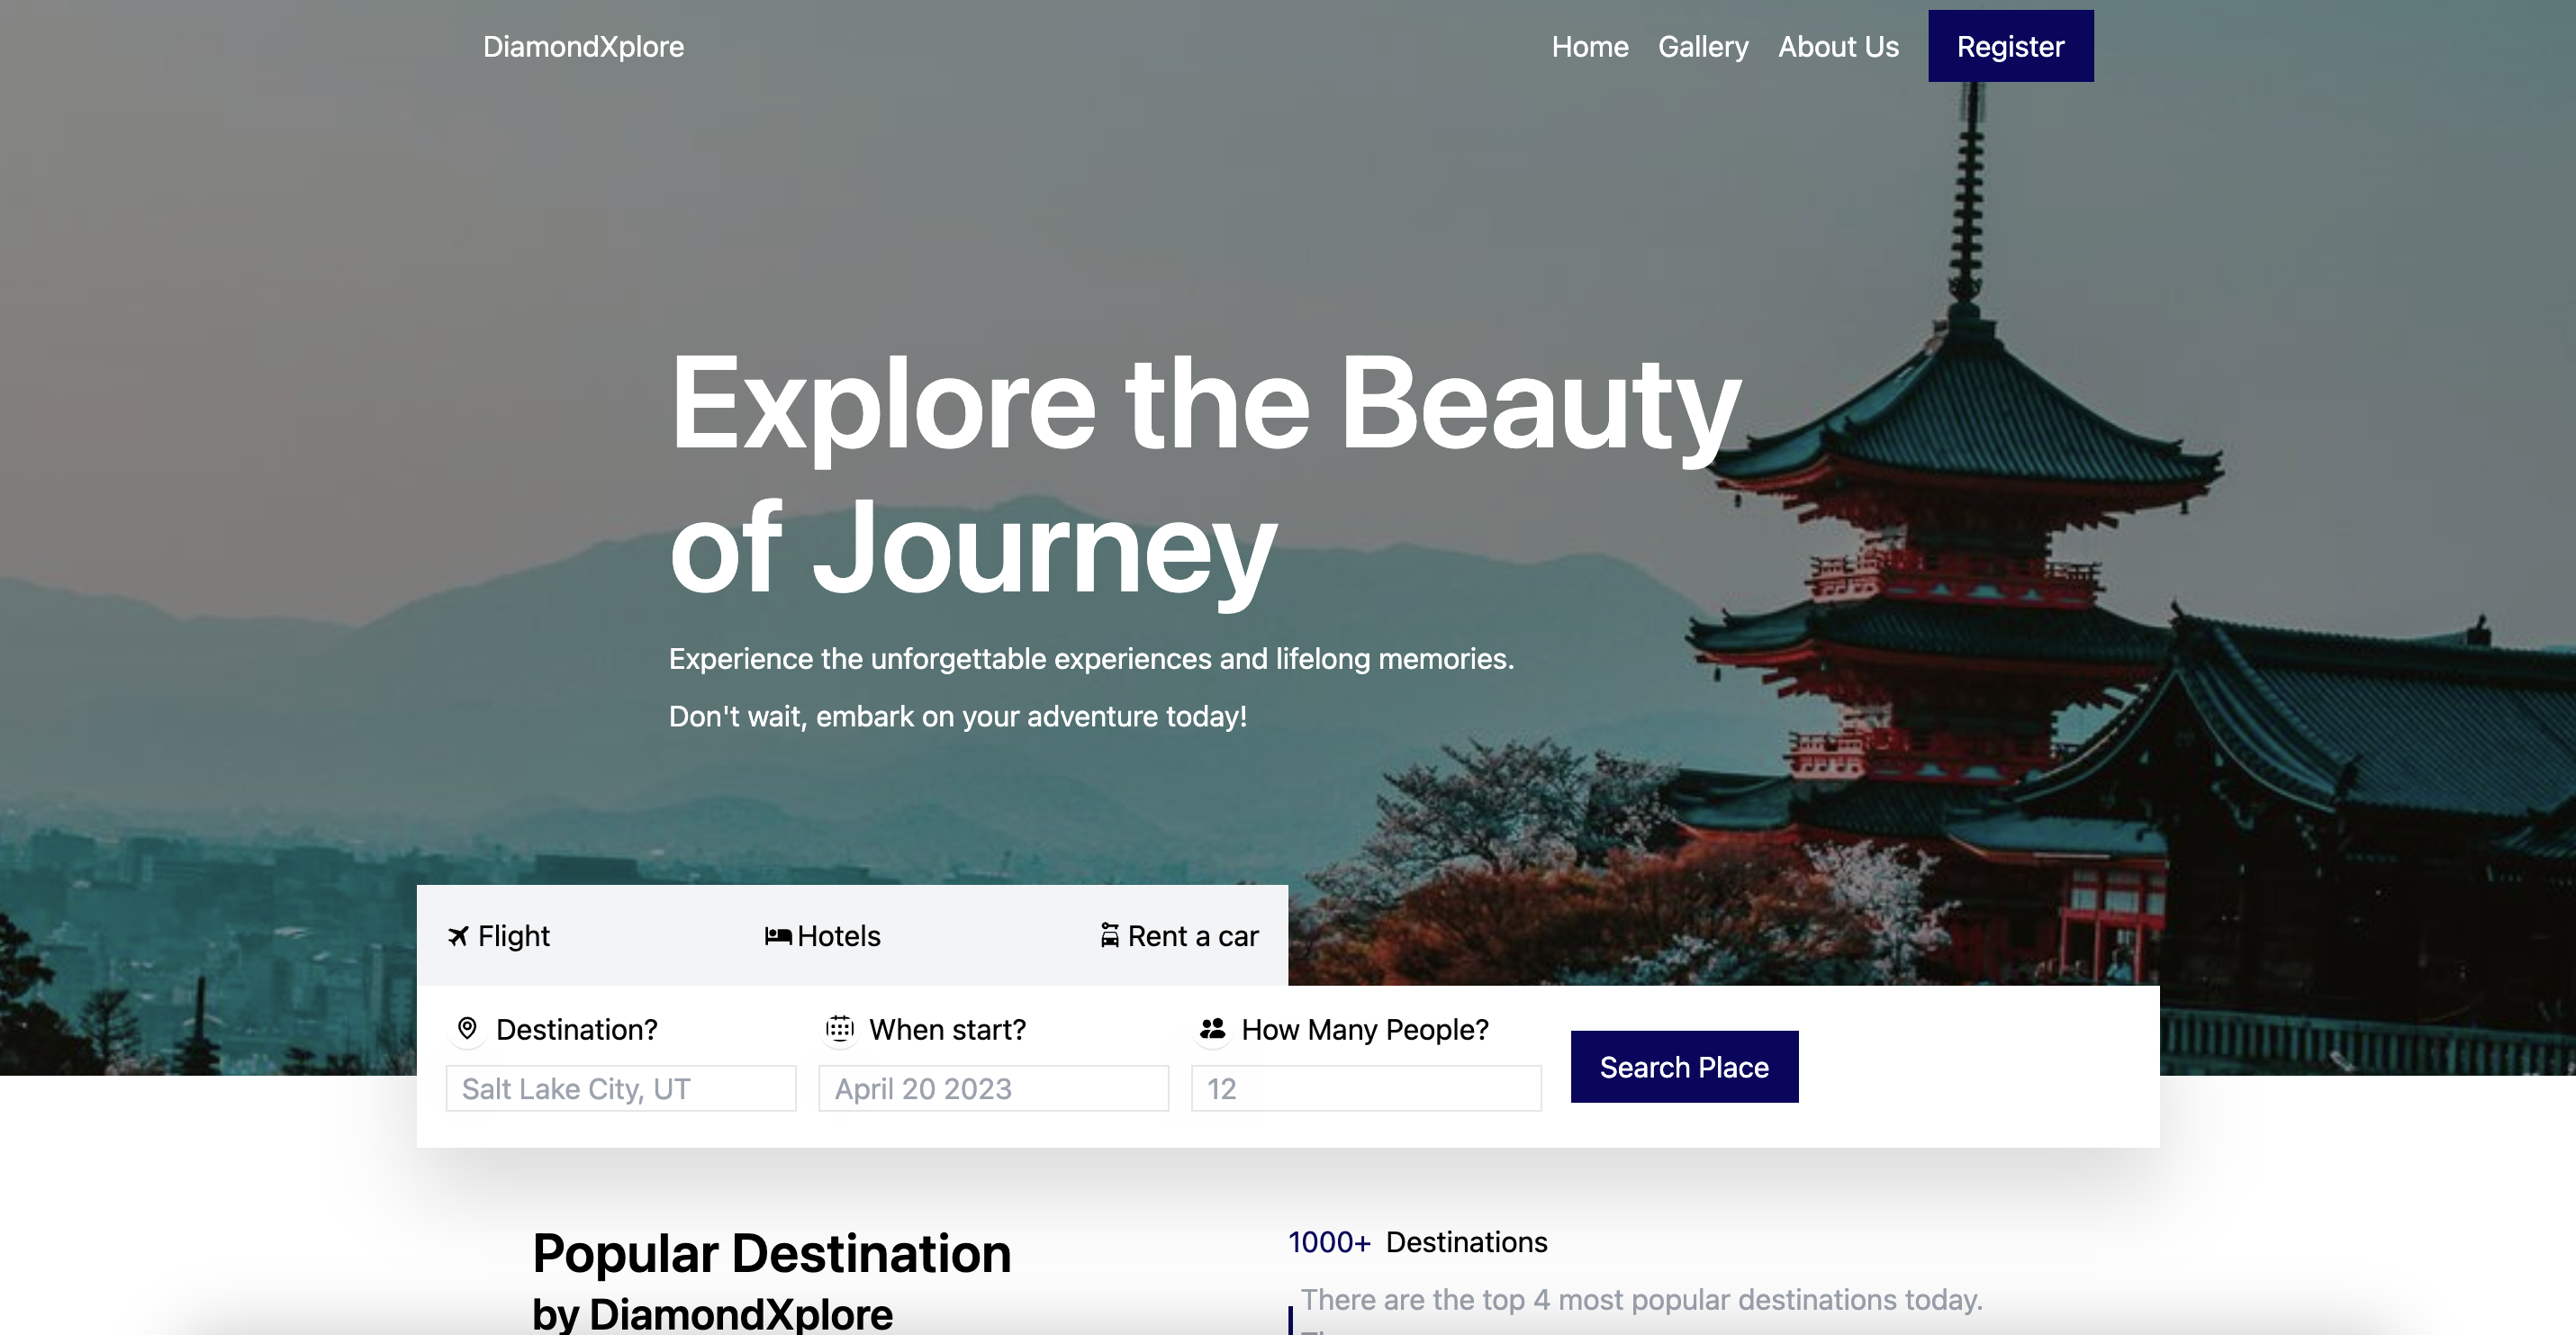 DiamondXplore
Home Gallery About Us Register
Explore the Beauty
of Journey
Experience the unforgettable experiences and lifelong memories.
Don't wait, embark on your adventure today!
Flight Hotels Rent a car
Destination? When start? How Many People?
Salt Lake City, UT April 20 2023 12 Search Place
Popular Destination
by DiamondXplore
1000+ Destinations
There are the top 4 most popular destinations today.